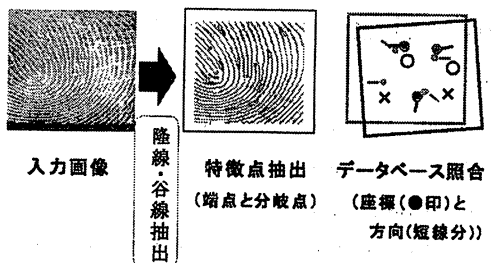 入力画像
隆線・谷線抽出
特徴点抽出
(端点と分岐点)
データベース照合
(座標(●印)と
方向(短線分))